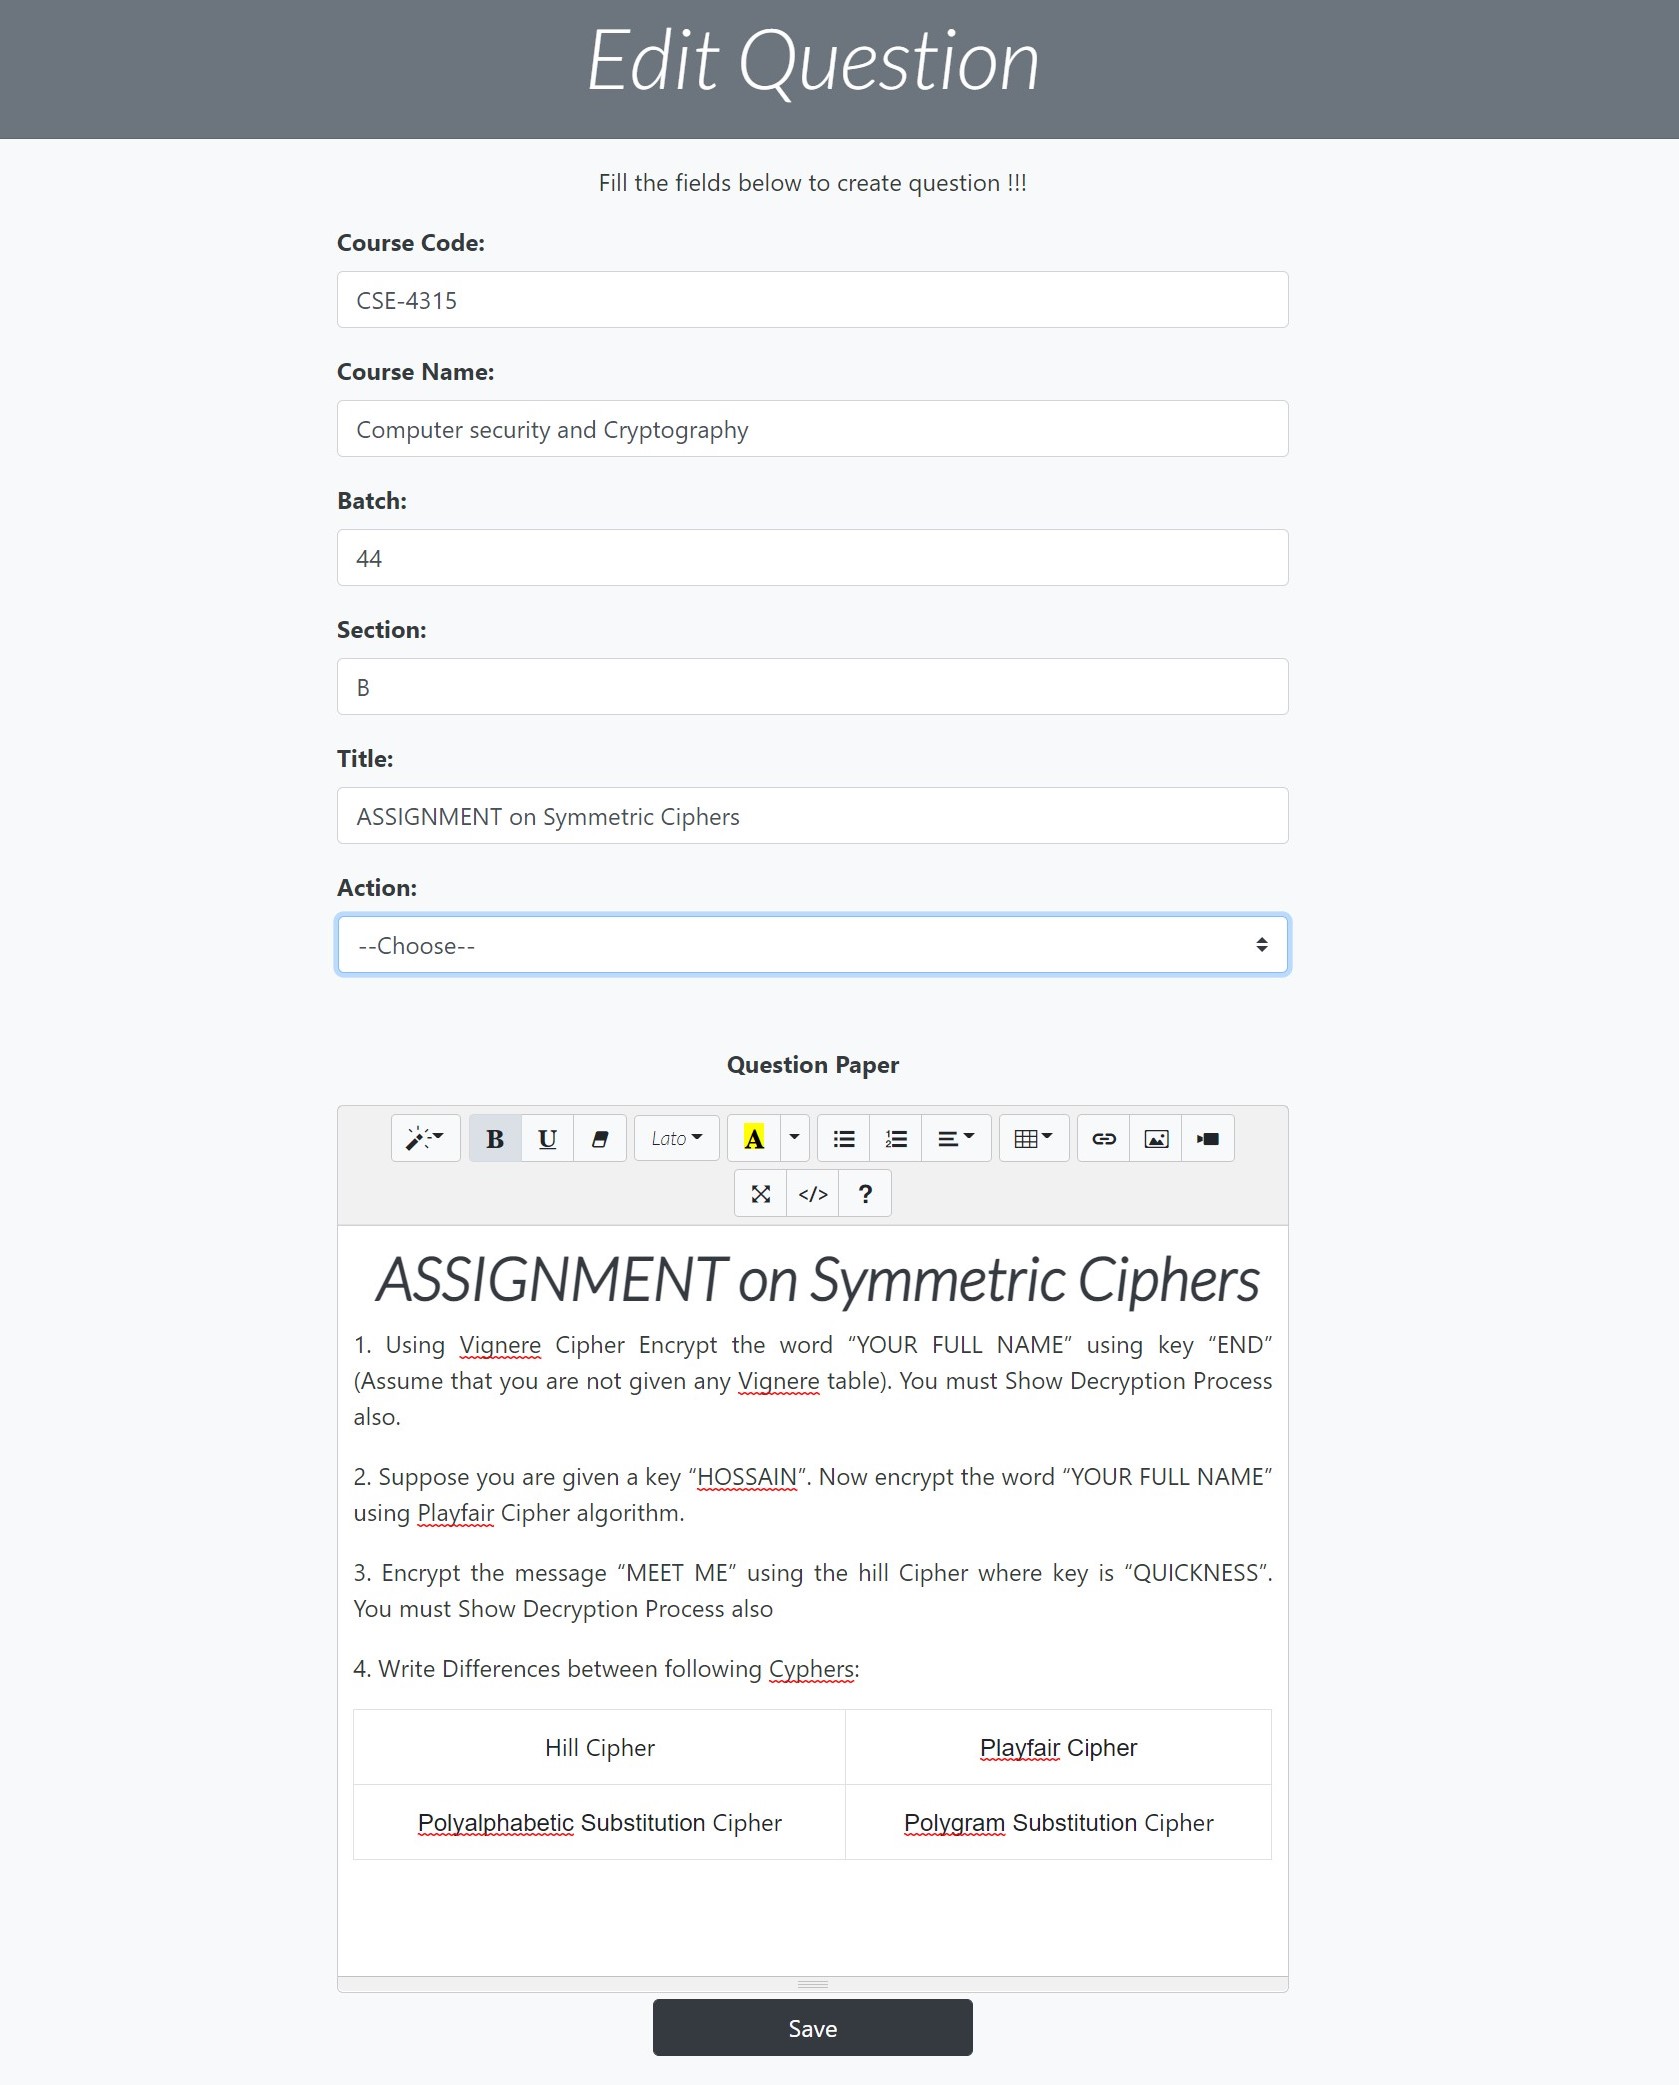 Edit Question
Fill the fields below to create question !!!
Course Code:
CSE-4315
Course Name:
Computer security and Cryptography
Batch:
44
Section:
B
Title:
ASSIGNMENT on Symmetric Ciphers
Action:
--Choose--
Question Paper
B U Lato A
</> ?
ASSIGNMENT on Symmetric Ciphers
1. Using Vignere Cipher Encrypt the word “YOUR FULL NAME” using key “END”
(Assume that you are not given any Vignere table). You must Show Decryption Process
also.
2. Suppose you are given a key “HOSSAIN”. Now encrypt the word “YOUR FULL NAME”
using Playfair Cipher algorithm.
3. Encrypt the message “MEET ME” using the hill Cipher where key is “QUICKNESS”.
You must Show Decryption Process also
4. Write Differences between following Cyphers:
Hill Cipher Playfair Cipher
Polyalphabetic Substitution Cipher Polygram Substitution Cipher
Save